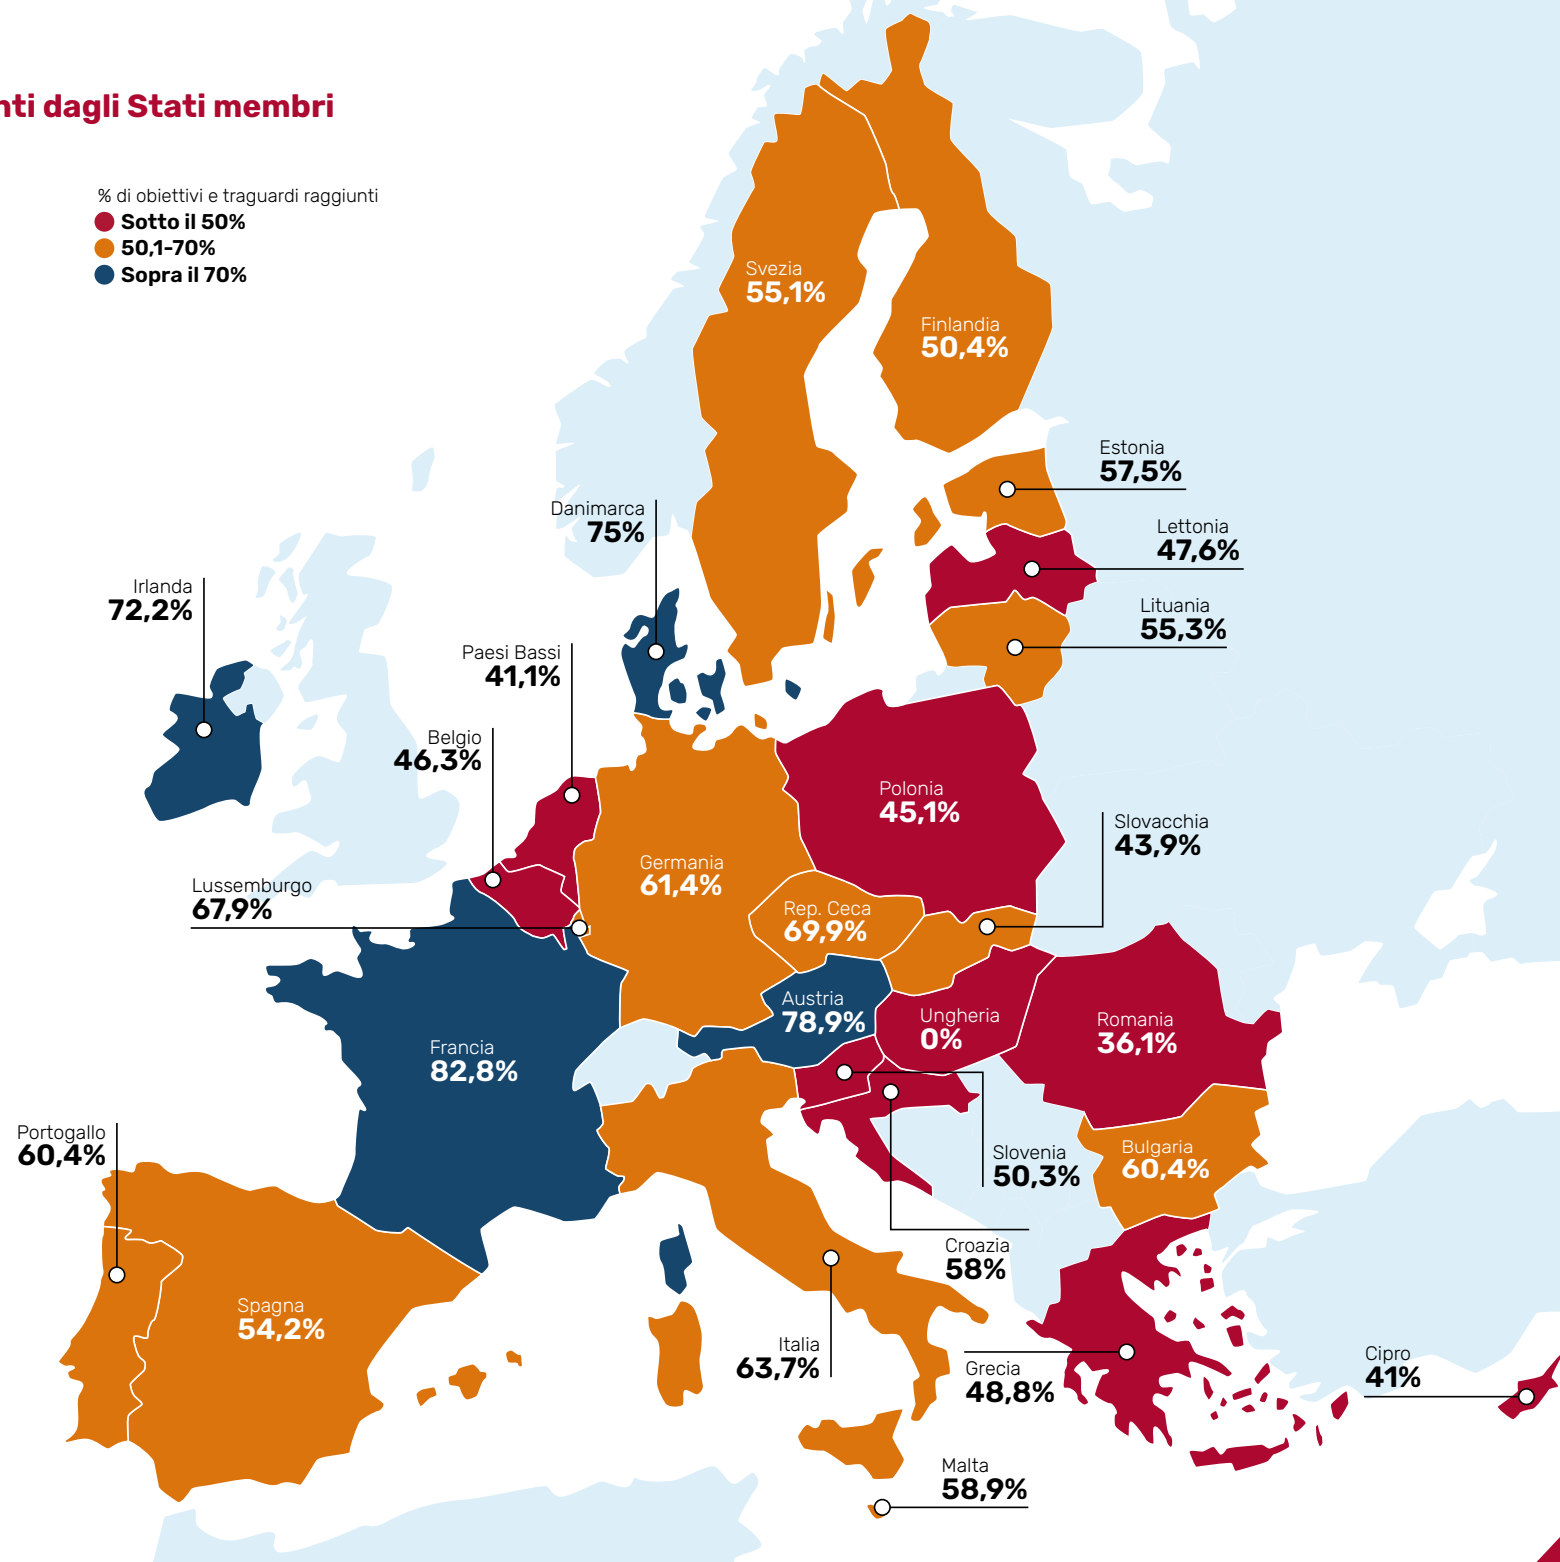 nti dagli Stati membri
% di obiettivi e traguardi raggiunti
Sotto il 50%
50,1-70%
Sopra il 70%
Svezia
55,1%
Finlandia
50,4%
Estonia
57,5%
Danimarca
75%
Lettonia
47,6%
Irlanda
72,2%
Lituania
55,3%
Paesi Bassi
41,1%
Belgio
46,3%
Polonia
45,1%
Slovacchia
43,9%
Germania
61,4%
Lussemburgo
67,9%
Rep. Ceca
69,9%
Austria
78,9%
Ungheria
0%
Romania
36,1%
Francia
82,8%
Portogallo
60,4%
Slovenia
50,3%
Bulgaria
60,4%
Croazia
58%
Spagna
54,2%
Italia
63,7%
Grecia
48,8%
Cipro
41%
Malta
58,9%